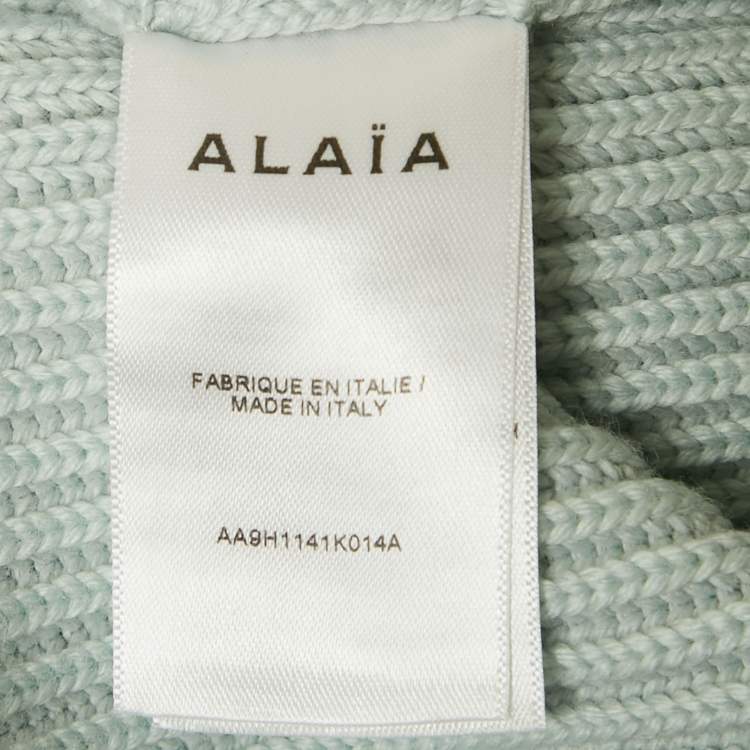 ALAÏA
FABRIQUE EN ITALIE /
MADE IN ITALY
AA9H1141K014A